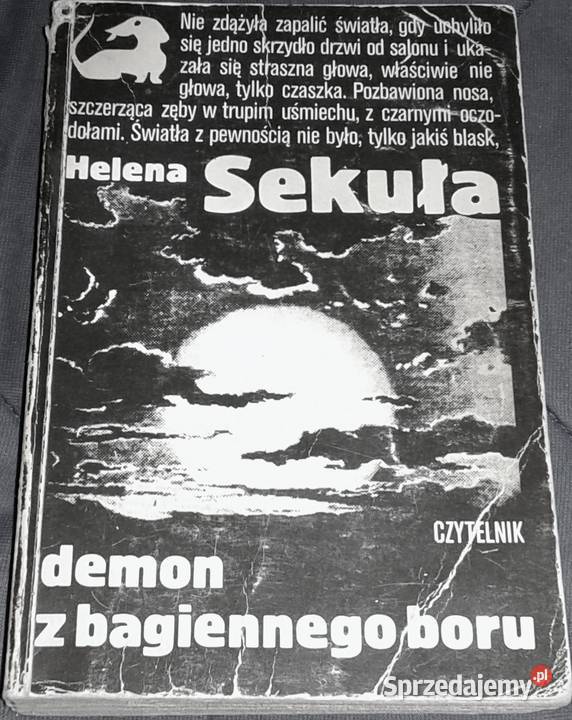 Nie zdążyła zapalić światła, gdy uchyliło
się jedno skrzydło drzwi od salonu i uka-
zała się straszna głowa, właściwie nie
głowa, tylko czaszka. Pozbawiona nosa,
szczerząca zęby w trupim uśmiechu, z czarnymi oczo-
dołami. Światła z pewnością nie było, tylko jakiś blask,
Helena Sekuła
CZYTELNIK
demon
z bagiennego boru
Sprzedajemy.pl